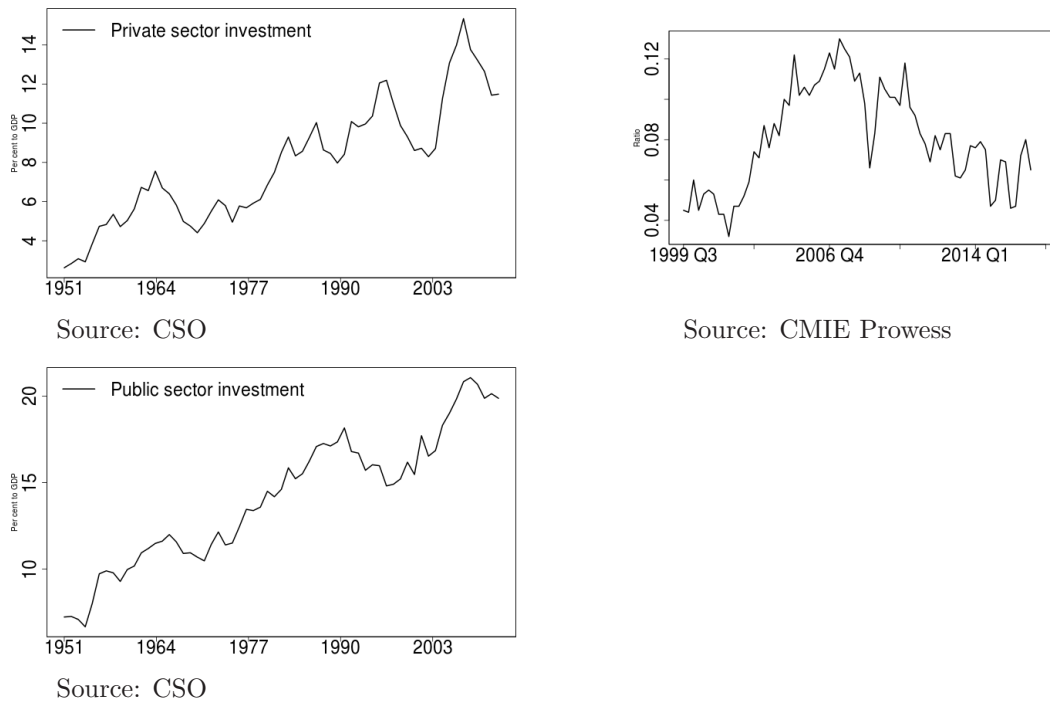 Private sector investment
Per cent to GDP
4 6 8 10 12 14
1951 1964 1977 1990 2003
Source: CSO
Ratio
0.04 0.08 0.12
1999 Q3 2006 Q4 2014 Q1
Source: CMIE Prowess
Public sector investment
Per cent to GDP
10 15 20
1951 1964 1977 1990 2003
Source: CSO